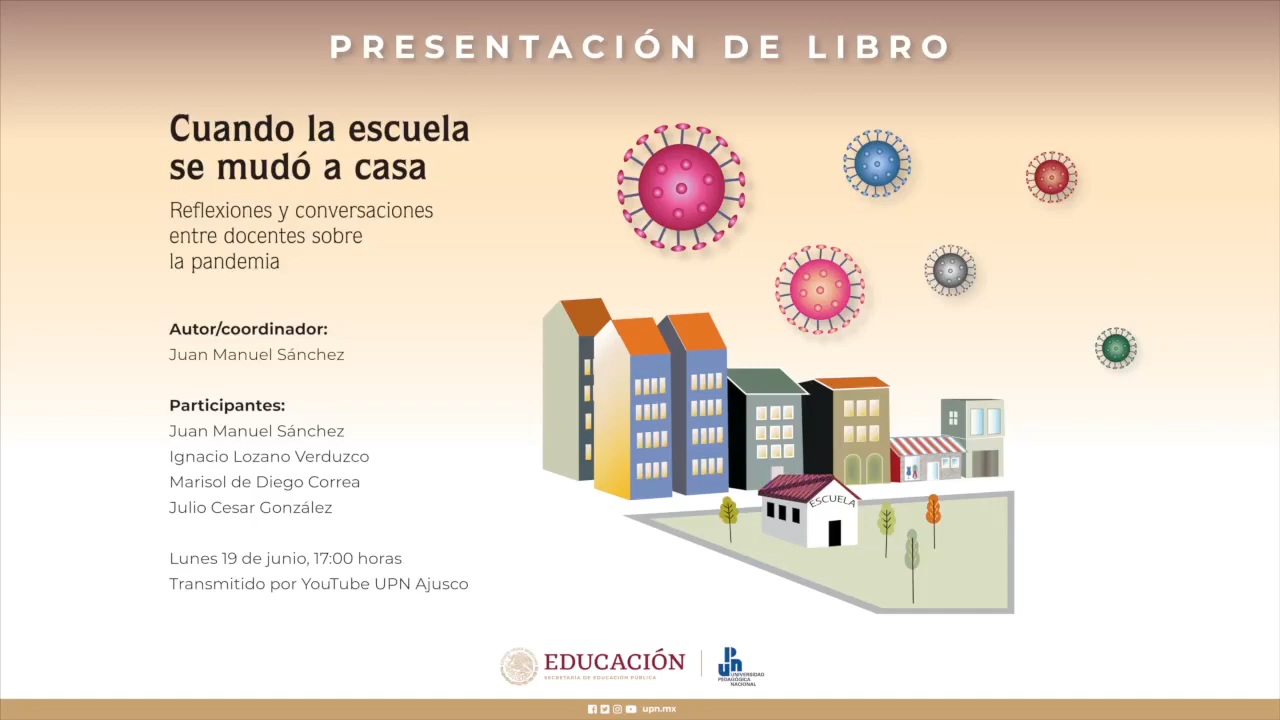 PRESENTACIÓN DE LIBRO
Cuando la escuela
se mudó a casa
Reflexiones y conversaciones
entre docentes sobre
la pandemia
Autor/coordinador:
Juan Manuel Sánchez
Participantes:
Juan Manuel Sánchez
Ignacio Lozano Verduzco
Marisol de Diego Correa
Julio Cesar González
Lunes 19 de junio, 17:00 horas
Transmitido por YouTube UPN Ajusco
ESCUELA
EDUCACIÓN
SECRETARÍA DE EDUCACIÓN PÚBLICA
UPN
UNIVERSIDAD
PEDAGÓGICA
NACIONAL
upn.mx